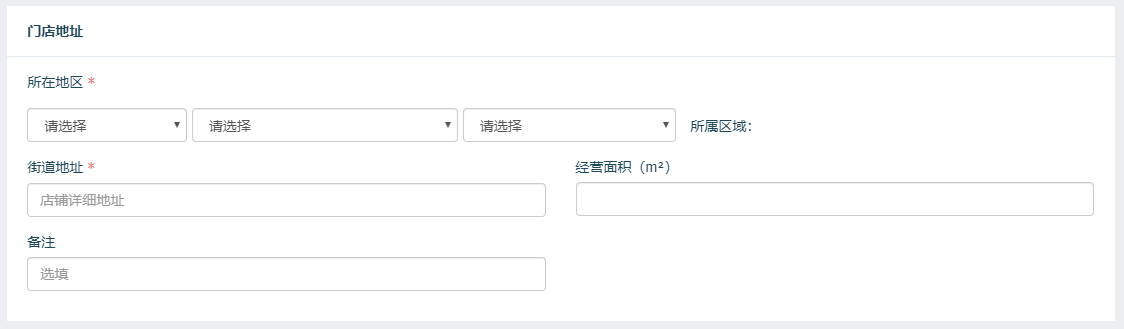 门店地址
所在地区 *
请选择 请选择 请选择 所属区域:
街道地址 * 经营面积（m²）
店铺详细地址
备注
选填